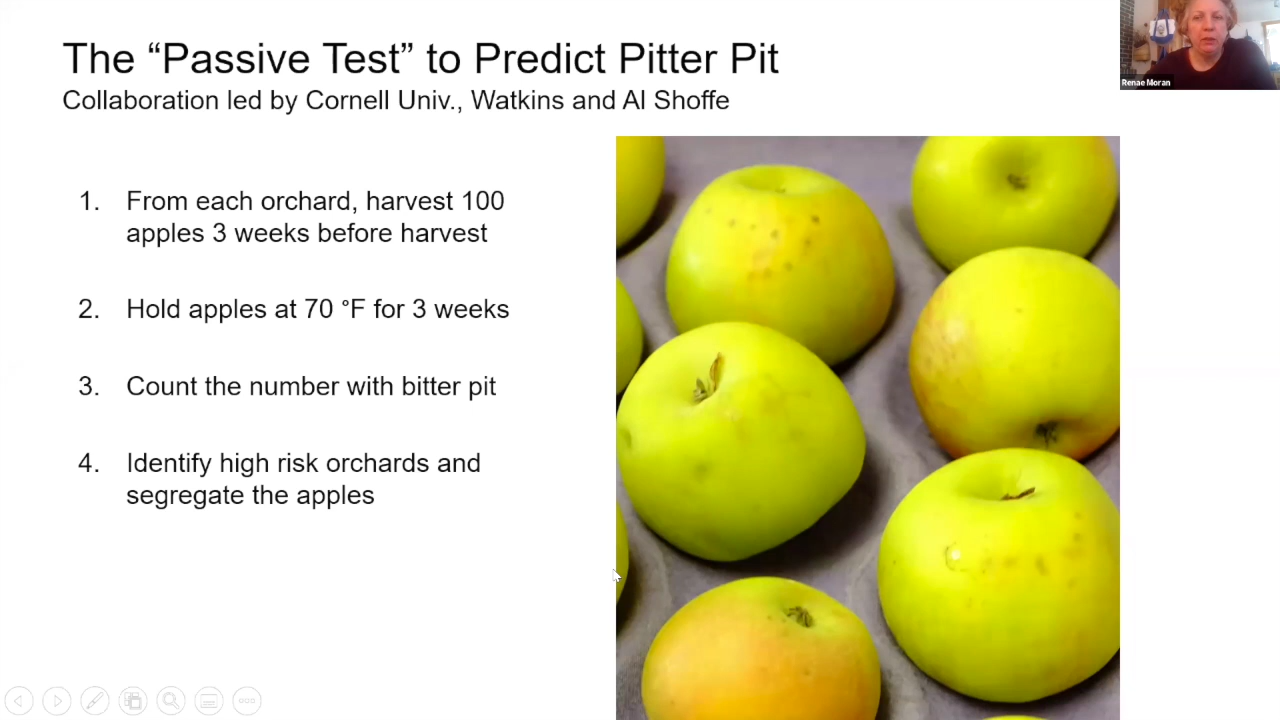 The “Passive Test” to Predict Pitter Pit
Collaboration led by Cornell Univ., Watkins and Al Shoffe
Renae Moran
1. From each orchard, harvest 100
apples 3 weeks before harvest
2. Hold apples at 70 °F for 3 weeks
3. Count the number with bitter pit
4. Identify high risk orchards and
segregate the apples